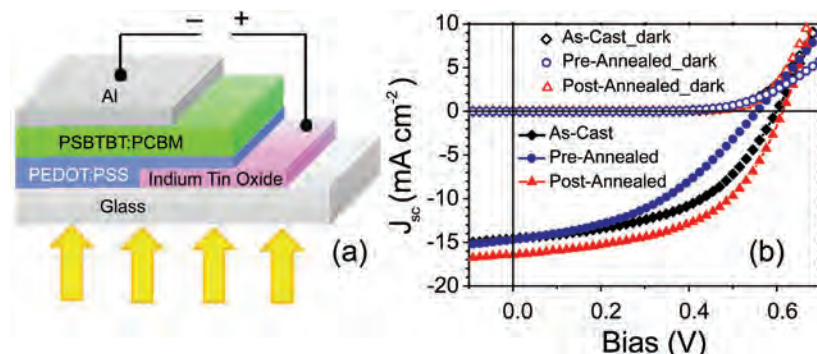 − +
Al
PSBTBT:PCBM
PEDOT:PSS
Indium Tin Oxide
Glass
(a)
10
5
0
-5
-10
-15
-20
J_sc (mA cm⁻²)
As-Cast_dark
Pre-Annealed_dark
Post-Annealed_dark
As-Cast
Pre-Annealed
Post-Annealed
(b)
0.0 0.2 0.4 0.6
Bias (V)